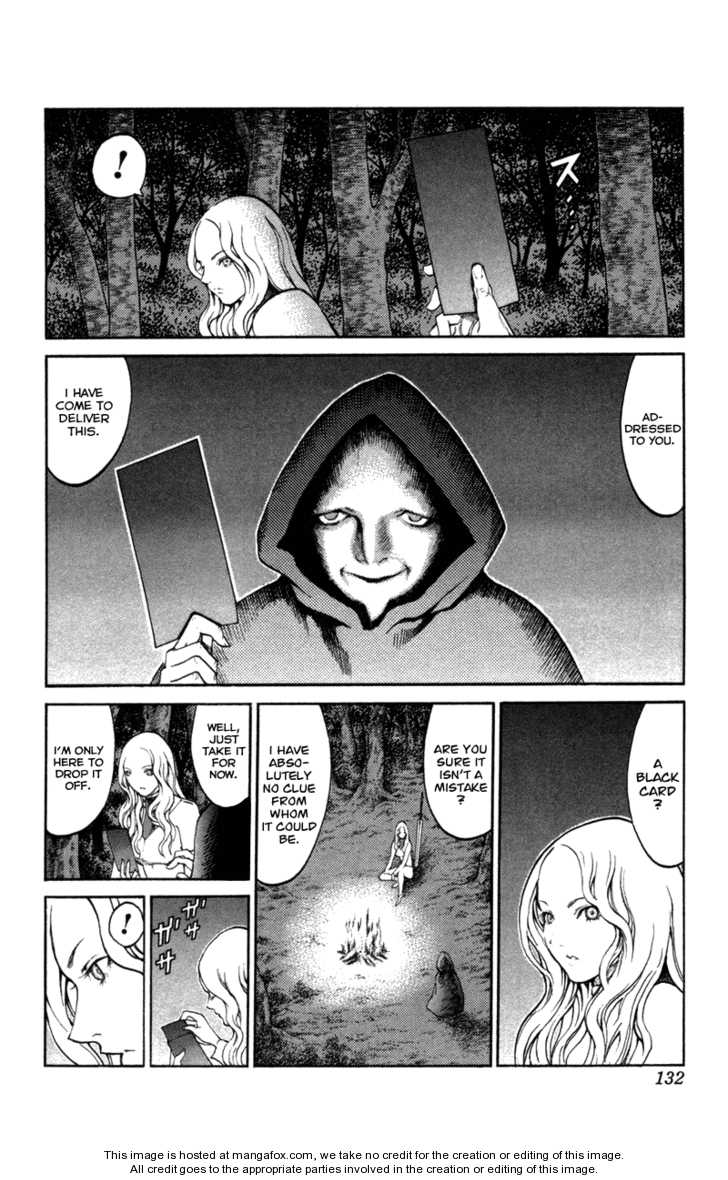 !
ス
AD-
DRESSED
TO YOU.
I HAVE
COME TO
DELIVER
THIS.
A
BLACK
CARD
?
ARE YOU
SURE IT
ISN'T A
MISTAKE
?
I HAVE
ABSO-
LUTELY
NO CLUE
FROM
WHOM
IT COULD
BE.
WELL,
JUST
TAKE IT
FOR
NOW.
I'M ONLY
HERE TO
DROP IT
OFF.
ガサ
ガサ
!
132
This image is hosted at mangafox.com, we take no credit for the creation or editing of this image.
All credit goes to the appropriate parties involved in the creation or editing of this image.